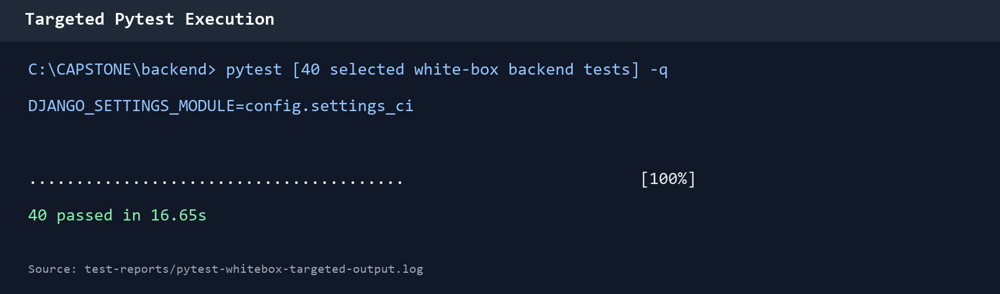 Targeted Pytest Execution
C:\CAPSTONE\backend> pytest [40 selected white-box backend tests] -q
DJANGO_SETTINGS_MODULE=config.settings_ci
........................................ [100%]
40 passed in 16.65s
Source: test-reports/pytest-whitebox-targeted-output.log